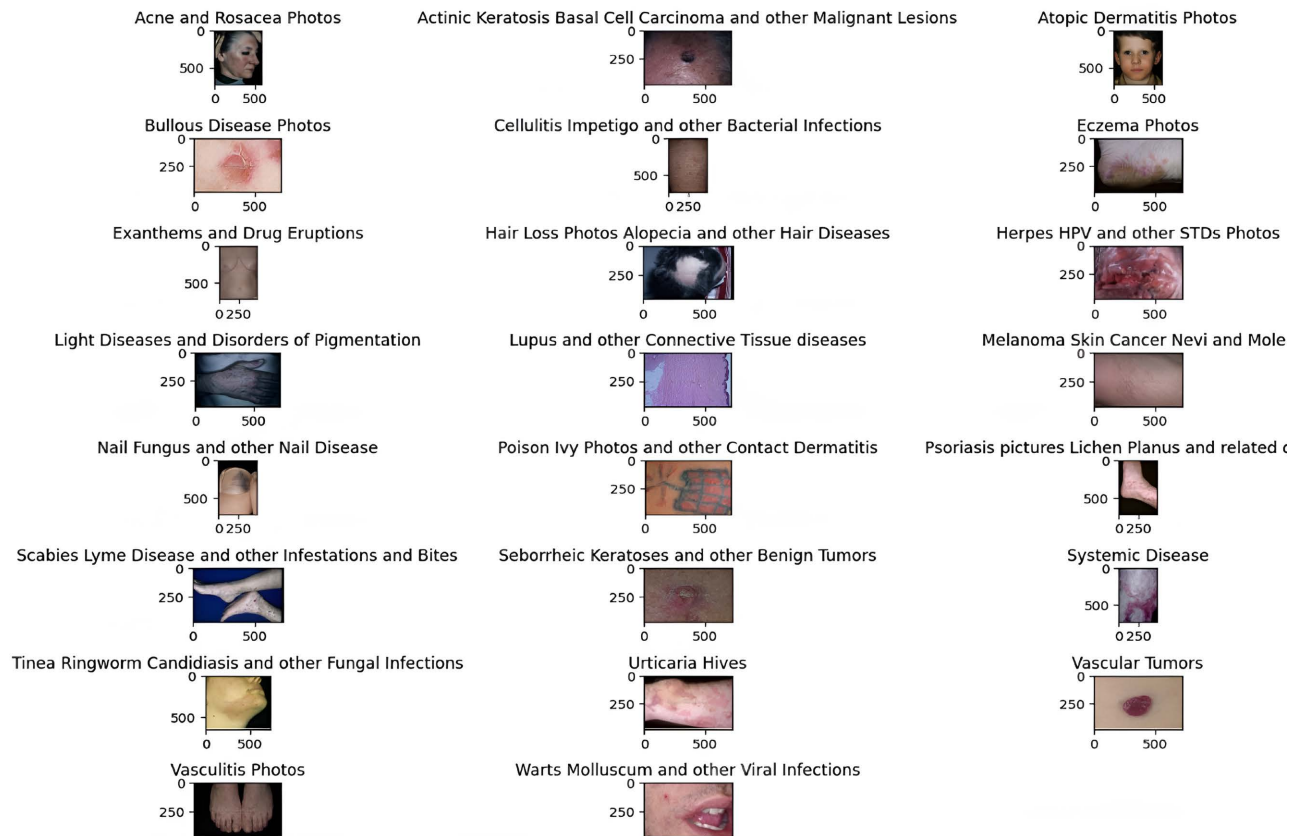 Acne and Rosacea Photos
Actinic Keratosis Basal Cell Carcinoma and other Malignant Lesions
Atopic Dermatitis Photos
0
500
0 500
0
250
0 500
0
500
0 500
Bullous Disease Photos
Cellulitis Impetigo and other Bacterial Infections
Eczema Photos
0
250
0 500
0
500
0 250
0
250
0 500
Exanthems and Drug Eruptions
Hair Loss Photos Alopecia and other Hair Diseases
Herpes HPV and other STDs Photos
0
500
0 250
0
250
0 500
0
250
0 500
Light Diseases and Disorders of Pigmentation
Lupus and other Connective Tissue diseases
Melanoma Skin Cancer Nevi and Mole
0
250
0 500
0
250
0 500
0
250
0 500
Nail Fungus and other Nail Disease
Poison Ivy Photos and other Contact Dermatitis
Psoriasis pictures Lichen Planus and related
0
500
0 250
0
250
0 500
0
500
0 250
Scabies Lyme Disease and other Infestations and Bites
Seborrheic Keratoses and other Benign Tumors
Systemic Disease
0
250
0 500
0
250
0 500
0
500
0 250
Tinea Ringworm Candidiasis and other Fungal Infections
Urticaria Hives
Vascular Tumors
0
500
0 500
0
250
0 500
0
250
0 500
Vasculitis Photos
Warts Molluscum and other Viral Infections
0
250
0
250